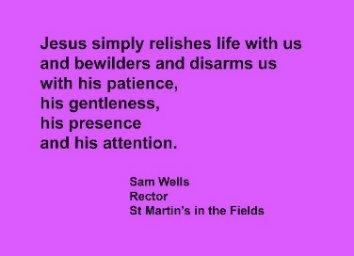 Jesus simply relishes life with us
and bewilders and disarms us
with his patience,
his gentleness,
his presence
and his attention.
Sam Wells
Rector
St Martin's in the Fields